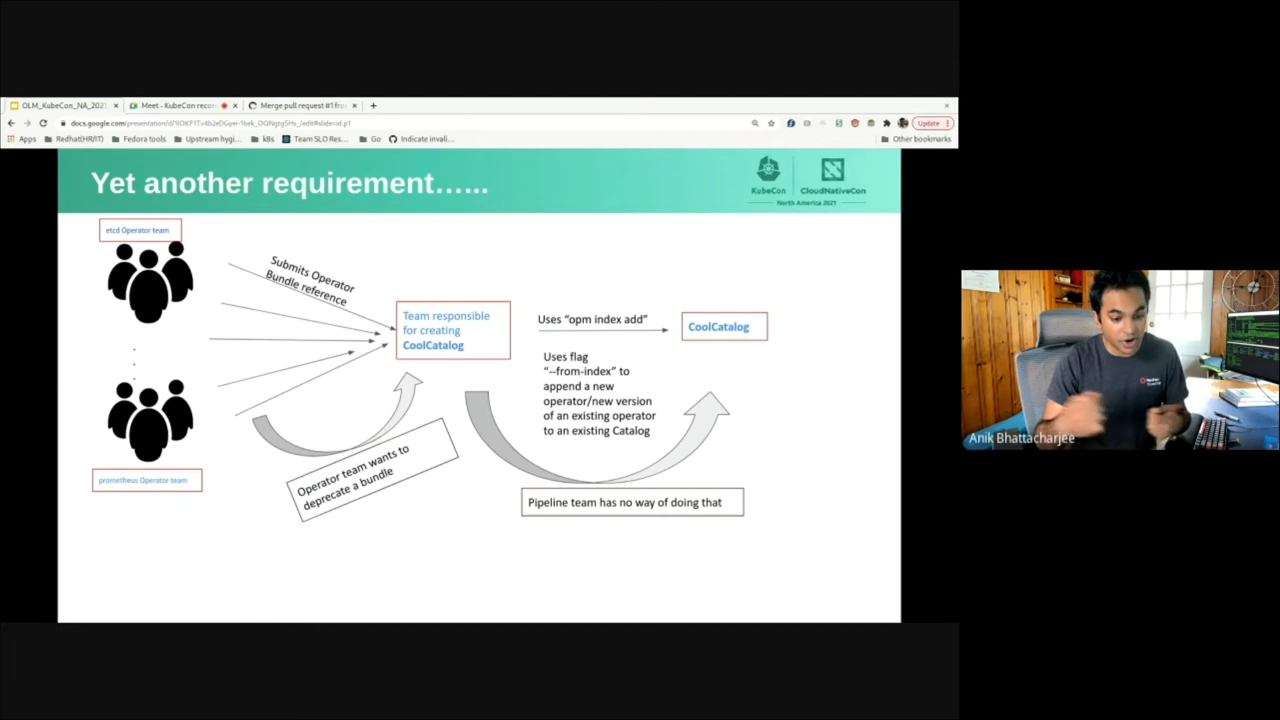 OLM_KubeCon_NA_202
Meet - KubeCon recor
Merge pull request #1 fro
Update
Apps
Redhat(HR/IT)
Fedora tools
Upstream hygi...
k8s
Team SLO Res...
Go
Indicate invali...
Other bookmarks
Yet another requirement…...
KubeCon
CloudNativeCon
North America 2021
etcd Operator team
Submits Operator
Bundle reference
Team responsible
for creating
CoolCatalog
Uses “opm index add”
CoolCatalog
Uses flag
“--from-index” to
append a new
operator/new version
of an existing operator
to an existing Catalog
Operator team wants to
deprecate a bundle
prometheus Operator team
Pipeline team has no way of doing that
Anik Bhattacharjee